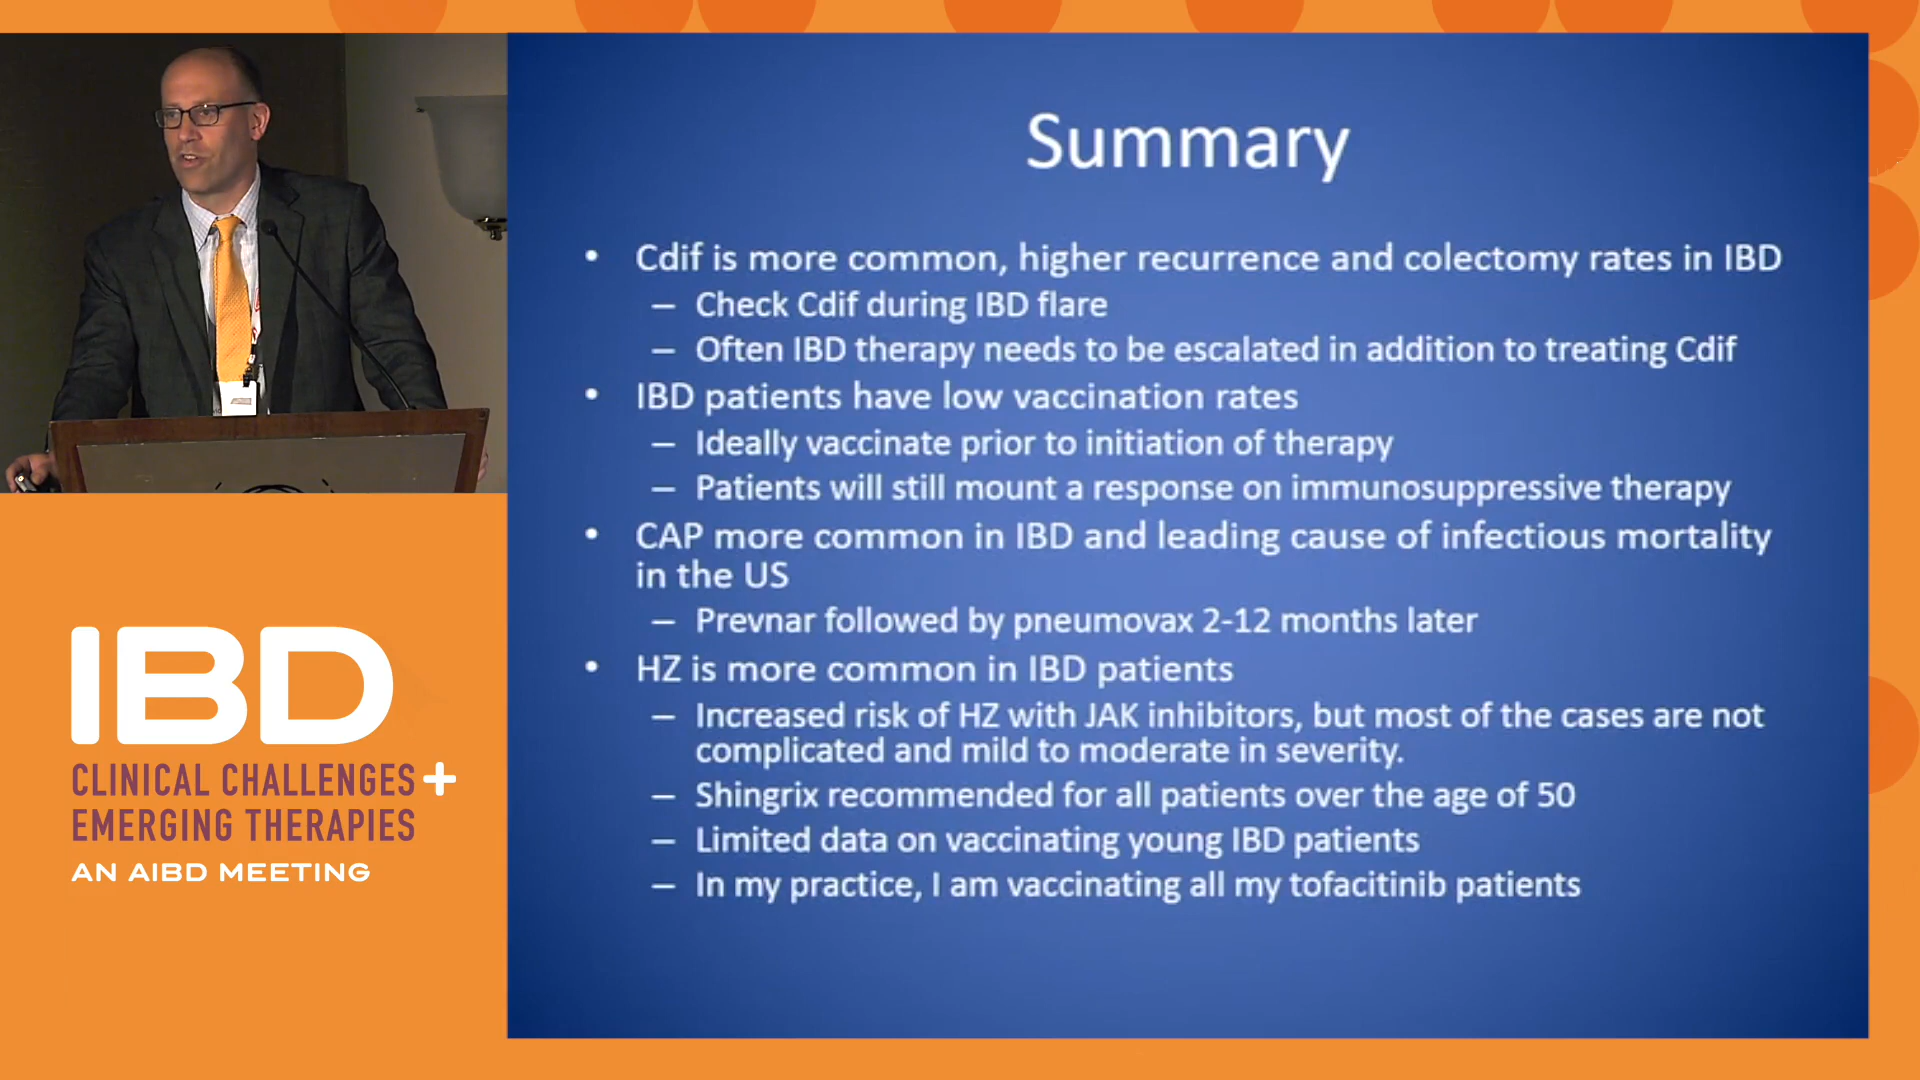 Summary
• Cdif is more common, higher recurrence and colectomy rates in IBD
– Check Cdif during IBD flare
– Often IBD therapy needs to be escalated in addition to treating Cdif
• IBD patients have low vaccination rates
– Ideally vaccinate prior to initiation of therapy
– Patients will still mount a response on immunosuppressive therapy
• CAP more common in IBD and leading cause of infectious mortality
in the US
– Prevnar followed by pneumovax 2-12 months later
• HZ is more common in IBD patients
– Increased risk of HZ with JAK inhibitors, but most of the cases are not
complicated and mild to moderate in severity.
– Shingrix recommended for all patients over the age of 50
– Limited data on vaccinating young IBD patients
– In my practice, I am vaccinating all my tofacitinib patients
IBD
CLINICAL CHALLENGES +
EMERGING THERAPIES
AN AIBD MEETING